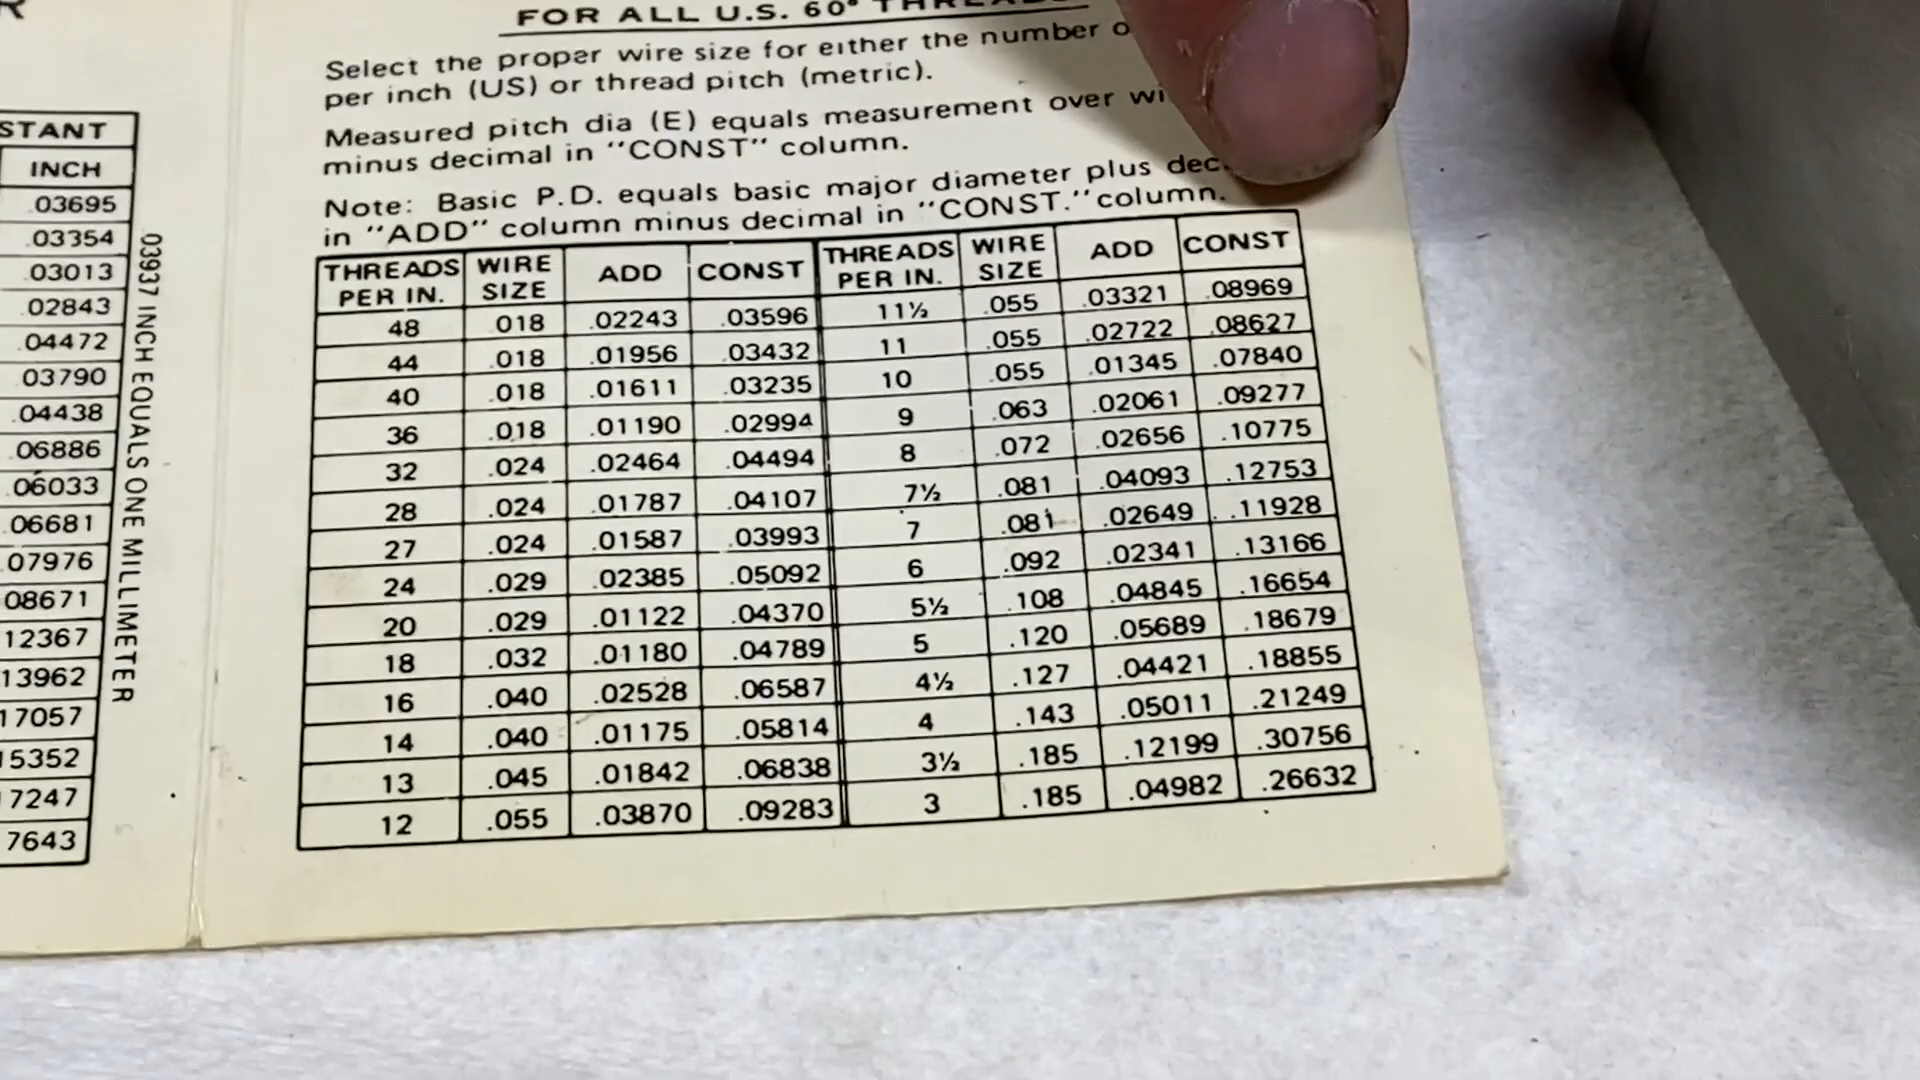 FOR ALL U.S. 60° THREADS
Select the proper wire size for either the number
per inch (US) or thread pitch (metric).
Measured pitch dia (E) equals measurement over
minus decimal in "CONST" column.
Note: Basic P.D. equals basic major diameter plus
in "ADD" column minus decimal in "CONST." column.
STANT
INCH
.03695
.03354
.03013
.02843
.04472
.03790
.04438
.06886
.06033
.06681
07976
08671
12367
13962
17057
15352
17247
7643
.03937 INCH EQUALS ONE MILLIMETER
THREADS PER IN. WIRE SIZE ADD CONST THREADS PER IN. WIRE SIZE ADD CONST
48 .018 .02243 .03596 11½ .055 .03321 .08969
44 .018 .01956 .03432 11 .055 .02722 .08627
40 .018 .01611 .03235 10 .055 .01345 .07840
36 .018 .01190 .02994 9 .063 .02061 .09277
32 .024 .02464 .04494 8 .072 .02656 .10775
28 .024 .01787 .04107 7½ .081 .04093 .12753
27 .024 .01587 .03993 7 .081 .02649 .11928
24 .029 .02385 .05092 6 .092 .02341 .13166
20 .029 .01122 .04370 5½ .108 .04845 .16654
18 .032 .01180 .04789 5 .120 .05689 .18679
16 .040 .02528 .06587 4½ .127 .04421 .18855
14 .040 .01175 .05814 4 .143 .05011 .21249
13 .045 .01842 .06838 3½ .185 .12199 .30756
12 .055 .03870 .09283 3 .185 .04982 .26632